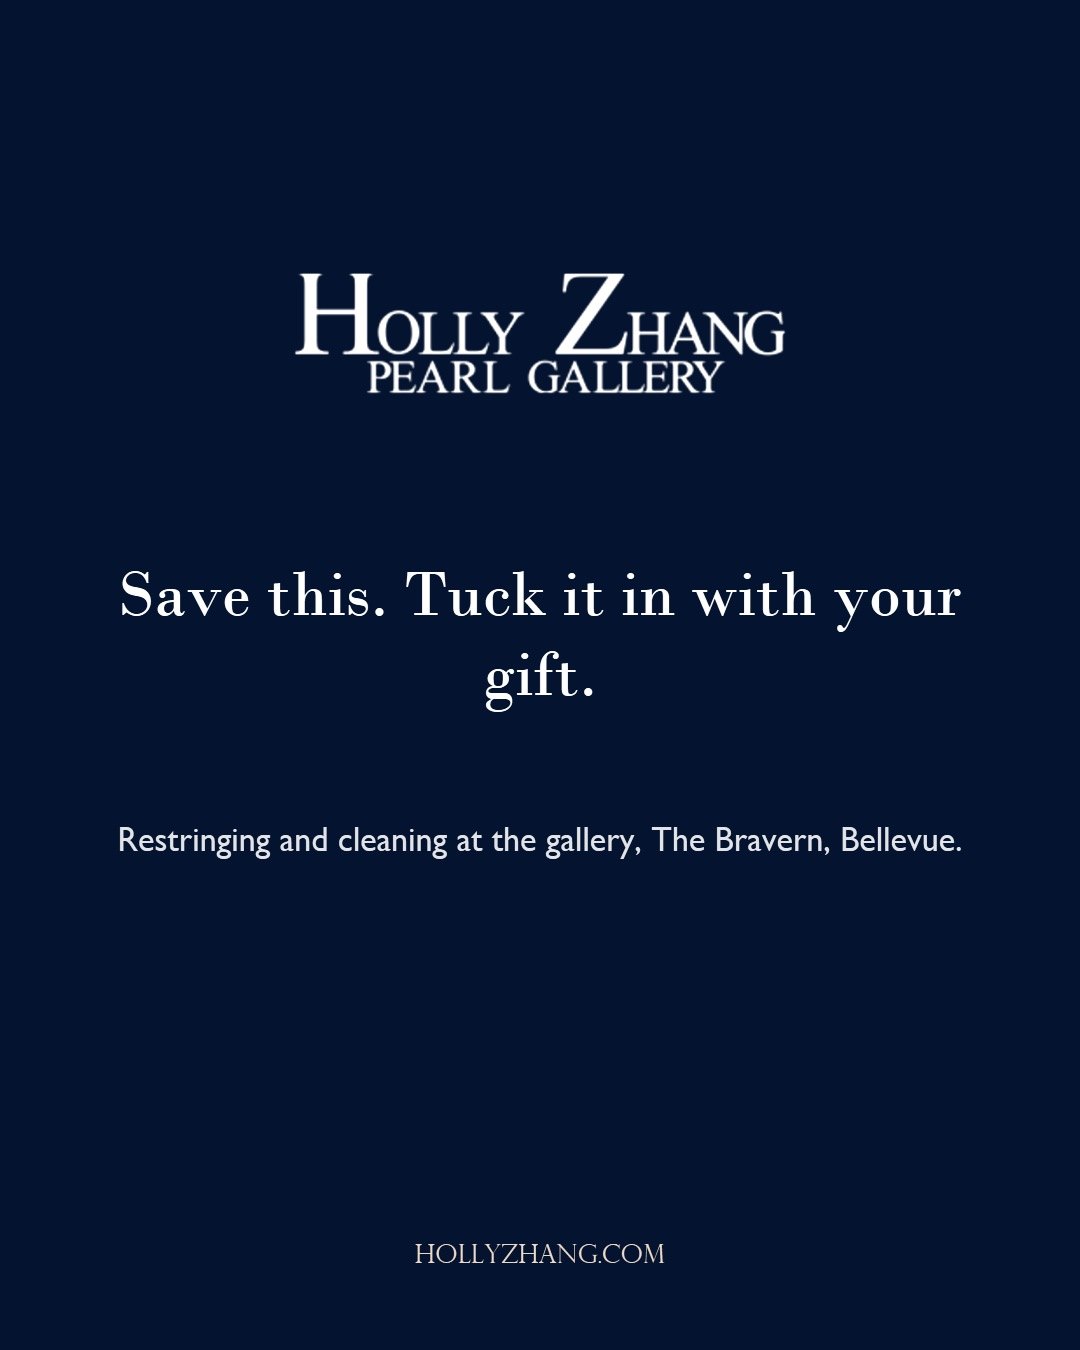 HOLLY ZHANG
PEARL GALLERY
Save this. Tuck it in with your
gift.
Restringing and cleaning at the gallery, The Bravern, Bellevue.
HOLLYZHANG.COM